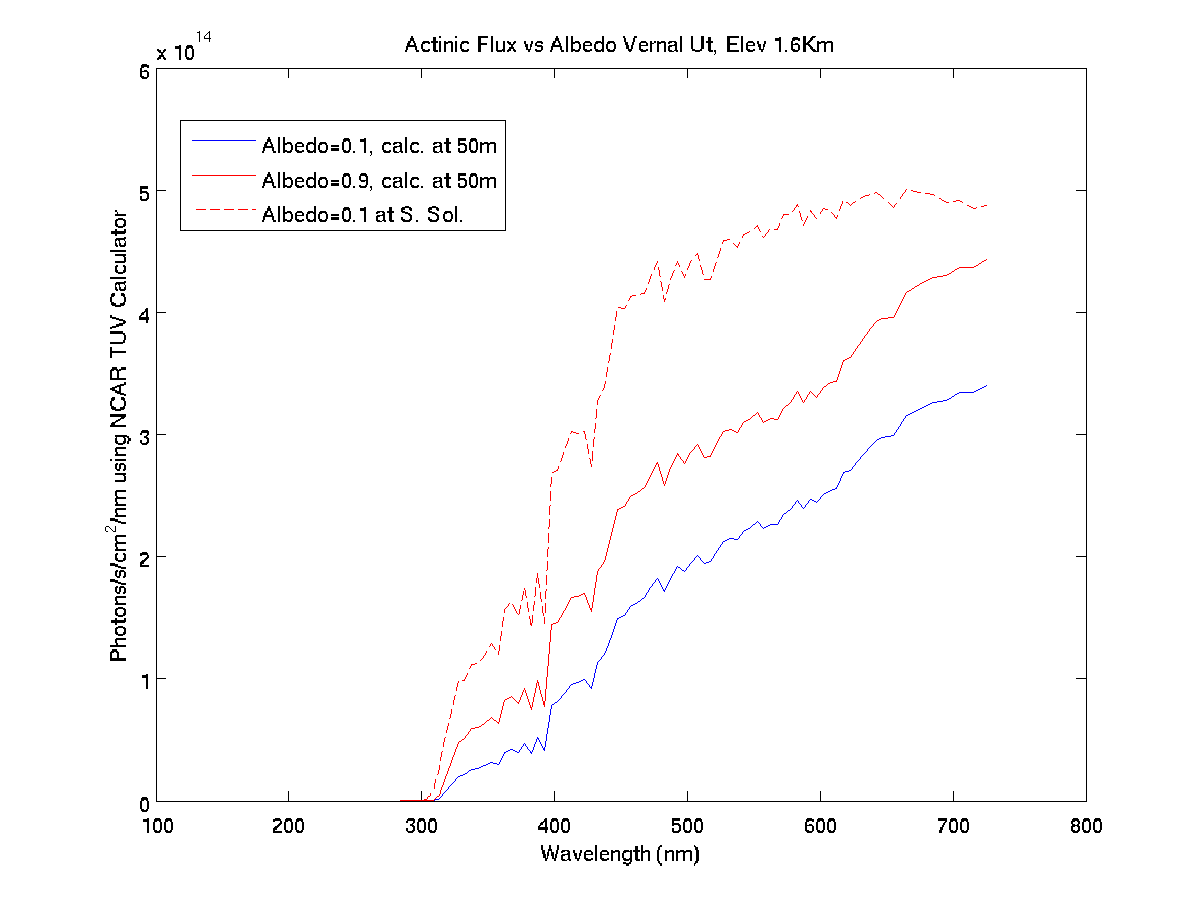 Actinic Flux vs Albedo Vernal Ut, Elev 1.6Km
x 10^14
6
5
4
3
2
1
0
Albedo=0.1, calc. at 50m
Albedo=0.9, calc. at 50m
Albedo=0.1 at S. Sol.
Photons/s/cm^2/nm using NCAR TUV Calculator
100 200 300 400 500 600 700 800
Wavelength (nm)